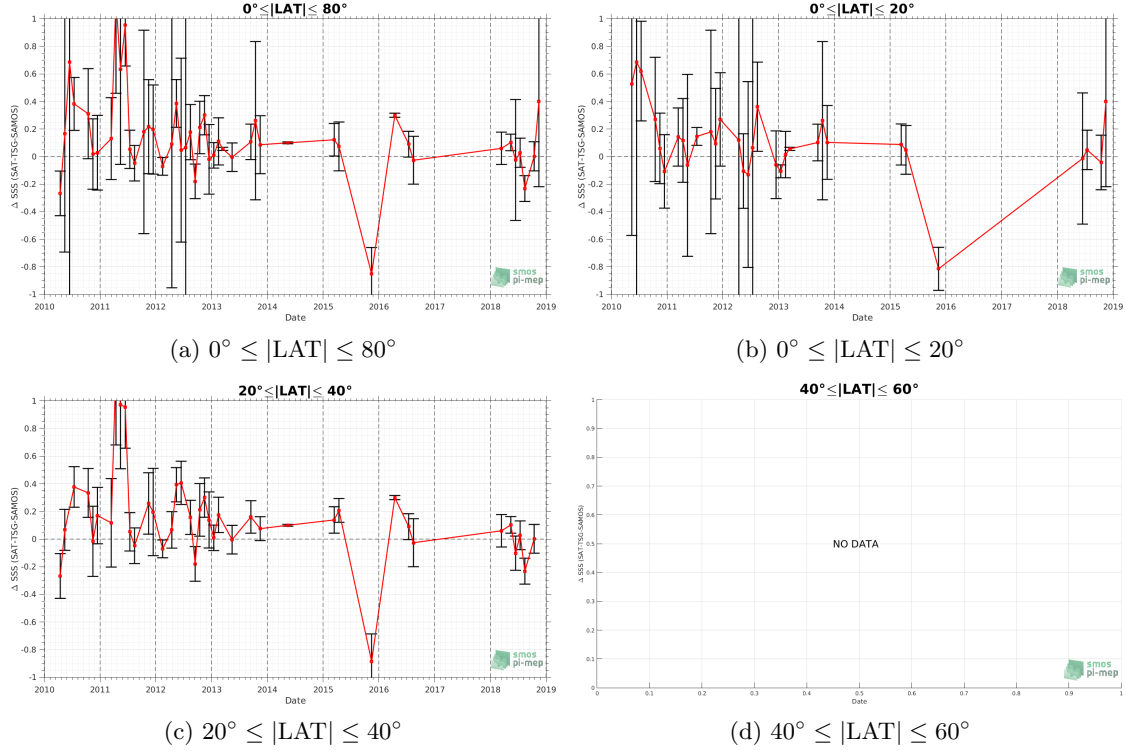 0°≤|LAT|≤ 80°
Δ SSS (SAT-TSG-SAMOS)
1
0.8
0.6
0.4
0.2
0
-0.2
-0.4
-0.6
-0.8
-1
2010 2011 2012 2013 2014 2015 2016 2017 2018 2019
Date
smos
pi-mep
(a) 0° ≤ |LAT| ≤ 80°
0°≤|LAT|≤ 20°
Δ SSS (SAT-TSG-SAMOS)
1
0.8
0.6
0.4
0.2
0
-0.2
-0.4
-0.6
-0.8
-1
2010 2011 2012 2013 2014 2015 2016 2017 2018 2019
Date
smos
pi-mep
(b) 0° ≤ |LAT| ≤ 20°
20°≤|LAT|≤ 40°
Δ SSS (SAT-TSG-SAMOS)
1
0.8
0.6
0.4
0.2
0
-0.2
-0.4
-0.6
-0.8
-1
2010 2011 2012 2013 2014 2015 2016 2017 2018 2019
Date
smos
pi-mep
(c) 20° ≤ |LAT| ≤ 40°
40°≤|LAT|≤ 60°
Δ SSS (SAT-TSG-SAMOS)
1
0.9
0.8
0.7
0.6
0.5
0.4
0.3
0.2
0.1
0
NO DATA
0 0.1 0.2 0.3 0.4 0.5 0.6 0.7 0.8 0.9 1
Date
smos
pi-mep
(d) 40° ≤ |LAT| ≤ 60°